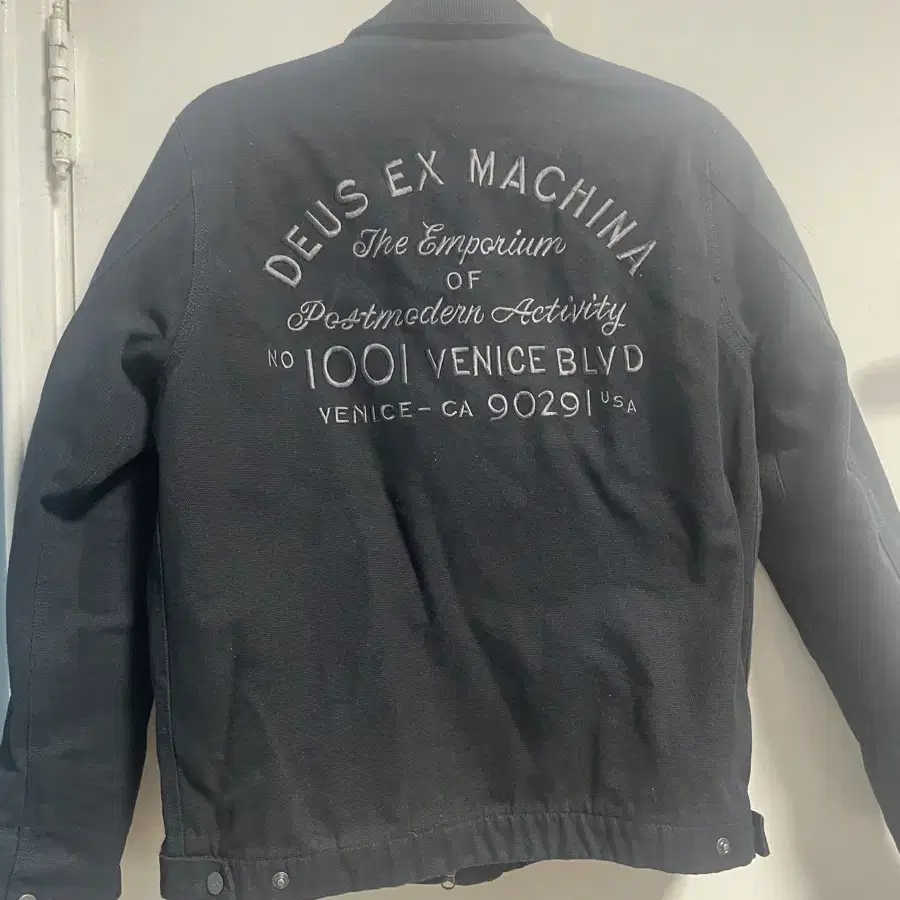 DEUS EX MACHINA
The Emporium
OF
Postmodern Activity
NO 1001 VENICE BLVD
VENICE - CA 90291 USA